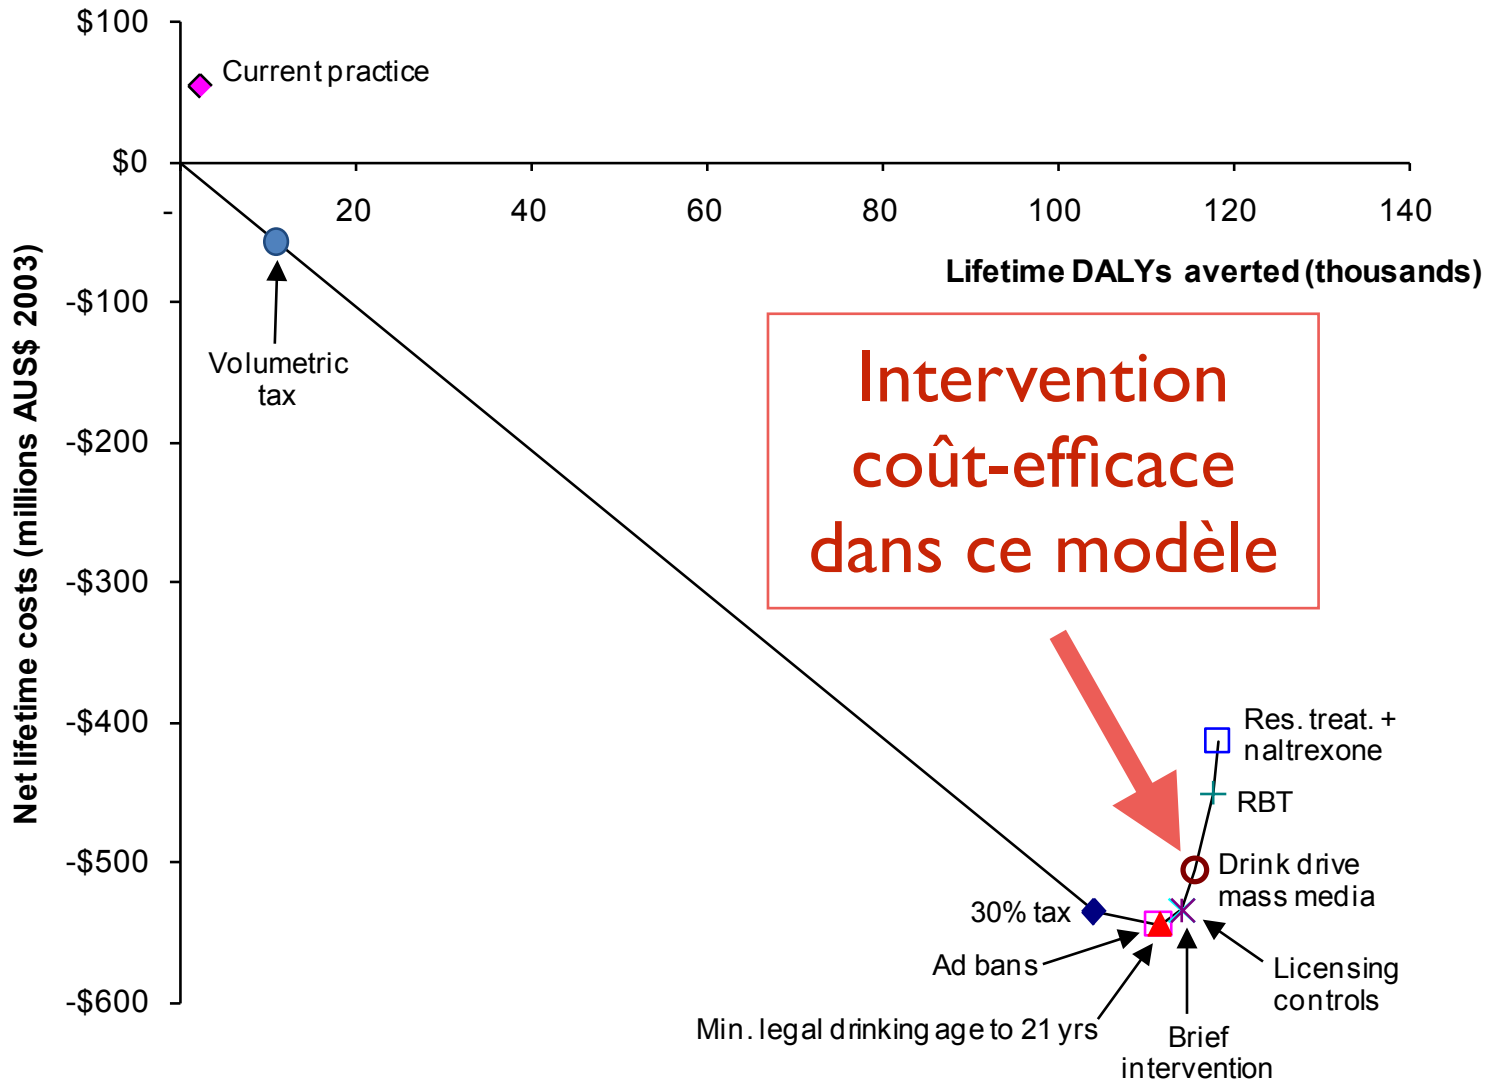 $100
Current practice
$0
-
20
40
60
80
100
120
140
Lifetime DALYs averted (thousands)
Net lifetime costs (millions AUS$ 2003)
-$100
Volumetric
tax
-$200
-$300
-$400
-$500
-$600
Intervention
coût-efficace
dans ce modèle
Res. treat. +
naltrexone
RBT
Drink drive
mass media
30% tax
Ad bans
Licensing
controls
Min. legal drinking age to 21 yrs
Brief
intervention